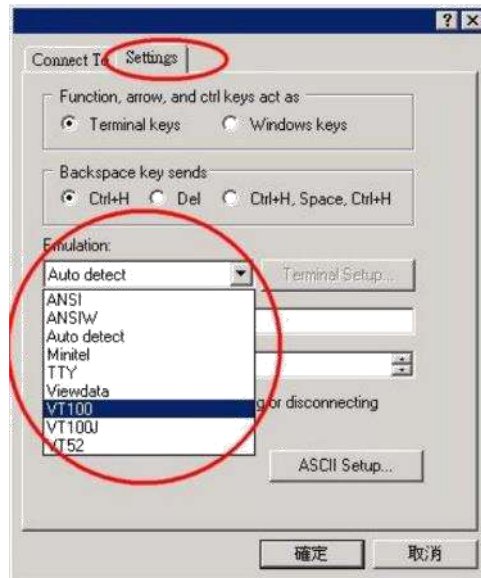 Connect To Settings
Function, arrow, and ctrl keys act as
Terminal keys Windows keys
Backspace key sends
Ctrl+H Del Ctrl+H, Space, Ctrl+H
Emulation:
Auto detect Terminal Setup...
ANSI
ANSIW
Auto detect
Minitel
TTY
Viewdata
VT100 or disconnecting
VT100J
VT52
ASCII Setup...
確定 取消